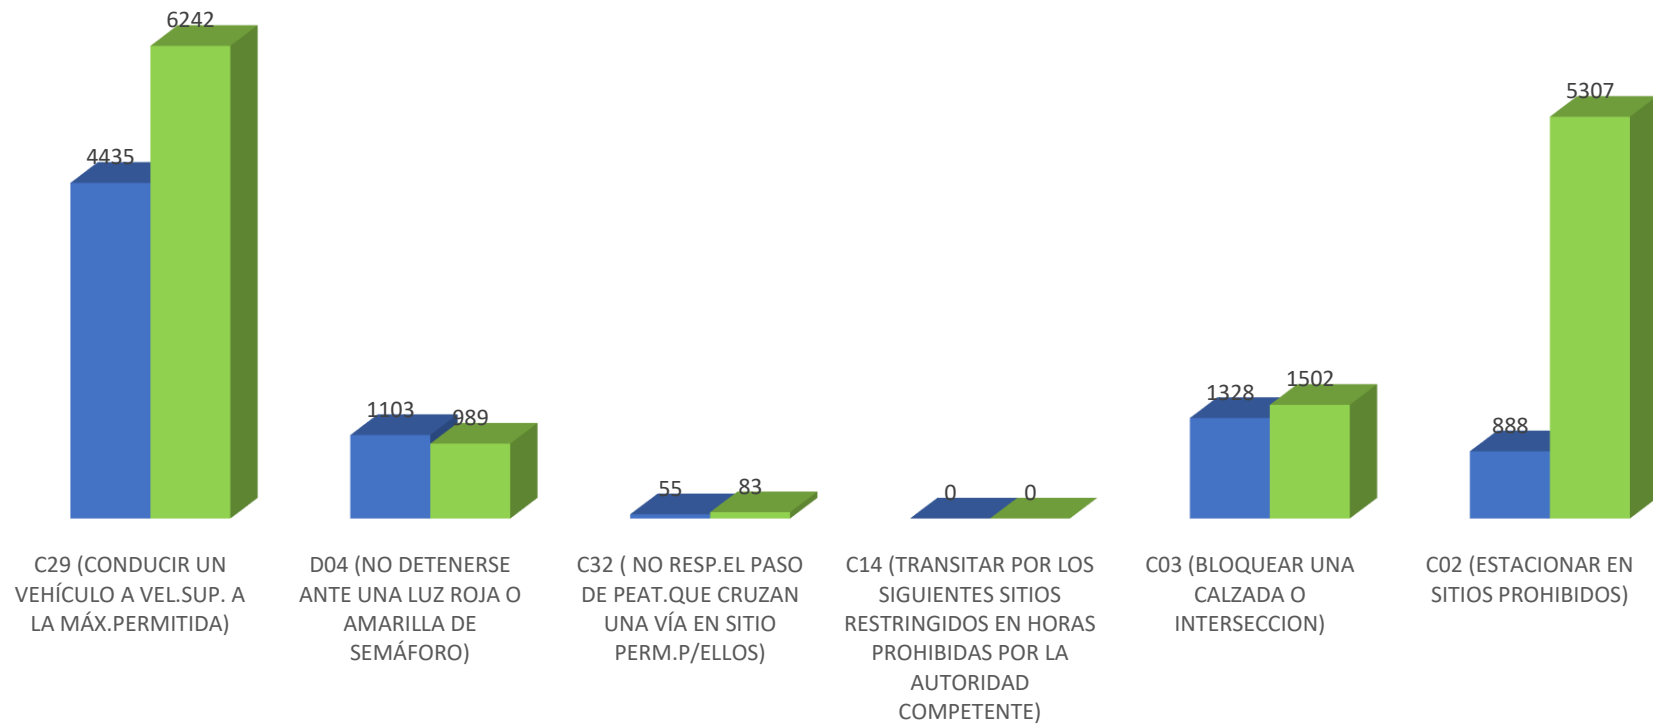 6242
4435
1103
989
55
83
0
0
1328
1502
888
5307
C29 (CONDUCIR UN
VEHÍCULO A VEL.SUP. A
LA MÁX.PERMITIDA)
D04 (NO DETENERSE
ANTE UNA LUZ ROJA O
AMARILLA DE
SEMÁFORO)
C32 ( NO RESP.EL PASO
DE PEAT.QUE CRUZAN
UNA VÍA EN SITIO
PERM.P/ELLOS)
C14 (TRANSITAR POR LOS
SIGUIENTES SITIOS
RESTRINGIDOS EN HORAS
PROHIBIDAS POR LA
AUTORIDAD
COMPETENTE)
C03 (BLOQUEAR UNA
CALZADA O
INTERSECCION)
C02 (ESTACIONAR EN
SITIOS PROHIBIDOS)